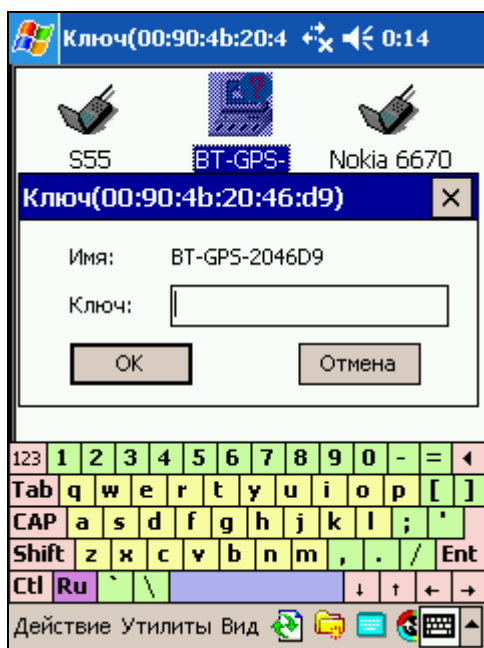 Ключ(00:90:4b:20:4 0:14
S55 BT-GPS- Nokia 6670
Ключ(00:90:4b:20:46:d9)
Имя: BT-GPS-2046D9
Ключ:
OK Отмена
123 1 2 3 4 5 6 7 8 9 0 - =
Tab q w e r t y u i o p [ ]
CAP a s d f g h j k l ; '
Shift z x c v b n m , . / Ent
Ctl Ru ` \ ↓ ↑ ← →
Действие Утилиты Вид